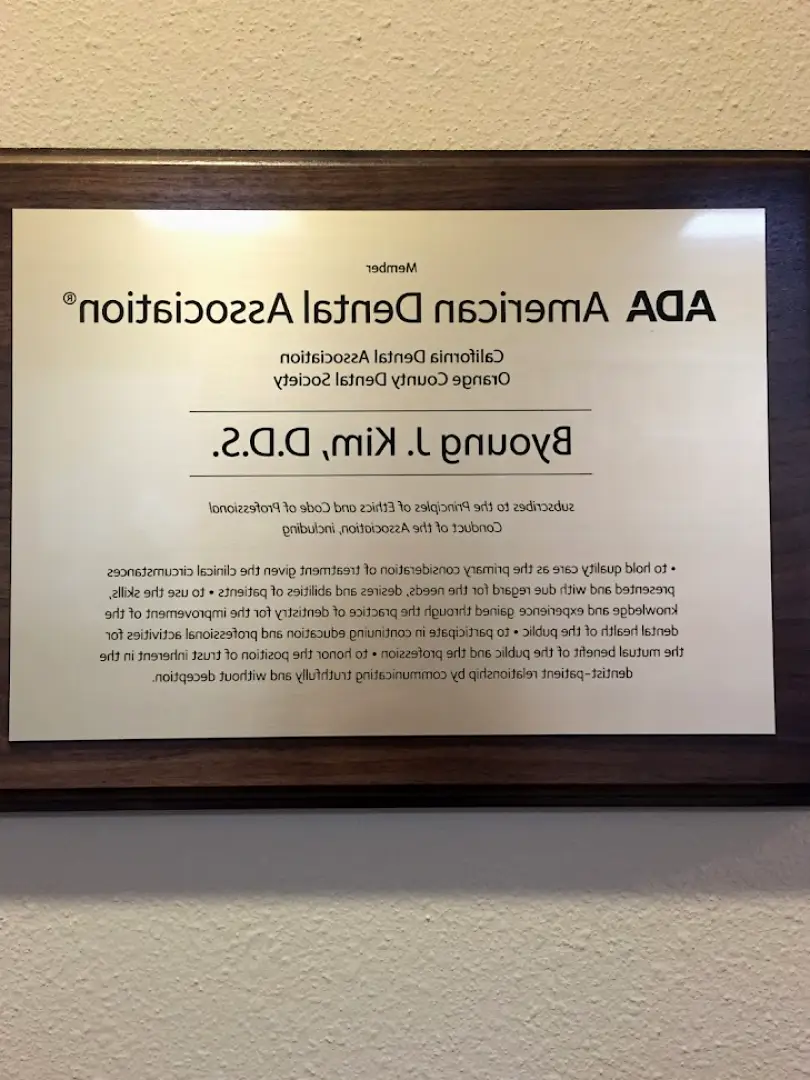 Member
ADA American Dental Association®
California Dental Association
Orange County Dental Society
Byoung J. Kim, D.D.S.
subscribes to the Principles of Ethics and Code of Professional
Conduct of the Association, including,
• to hold quality care as the primary consideration of treatment given the clinical circumstances
presented and with due regard for the needs, desires and abilities of patients • to use the skills,
knowledge and experience gained through the practice of dentistry for the improvement of the
dental health of the public • to participate in continuing education and professional activities for
the mutual benefit of the public and the profession • to honor the position of trust inherent in the
dentist-patient relationship by communicating truthfully and without deception.